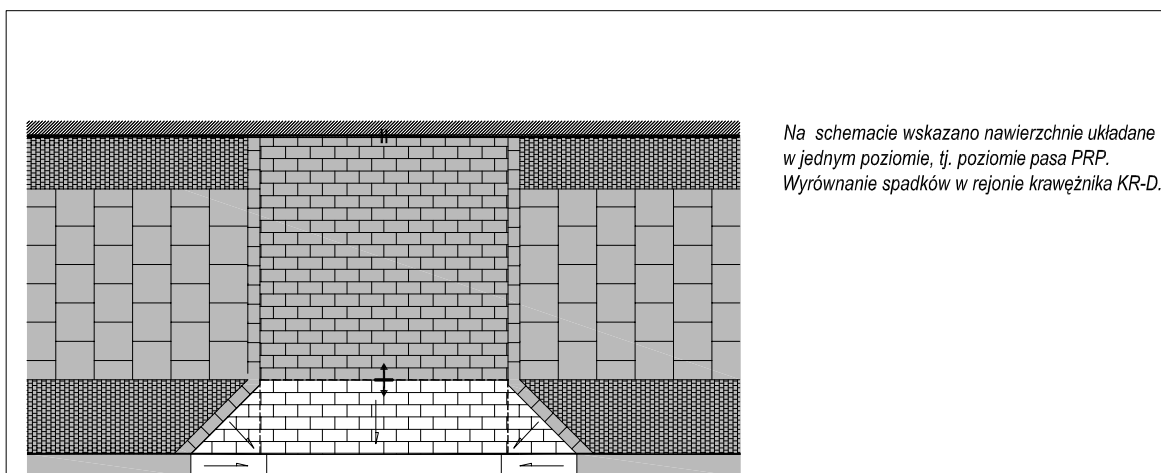 Na schemacie wskazano nawierzchnie układane
w jednym poziomie, tj. poziomie pasa PRP.
Wyrównanie spadków w rejonie krawężnika KR-D.